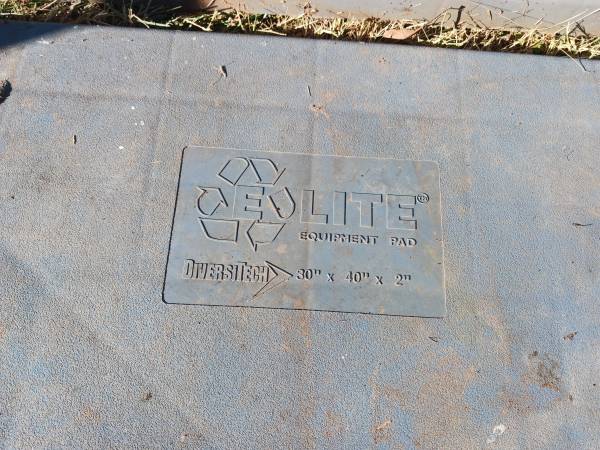 E LITE®
EQUIPMENT PAD
DIVERSITECH 30" x 40" x 2"